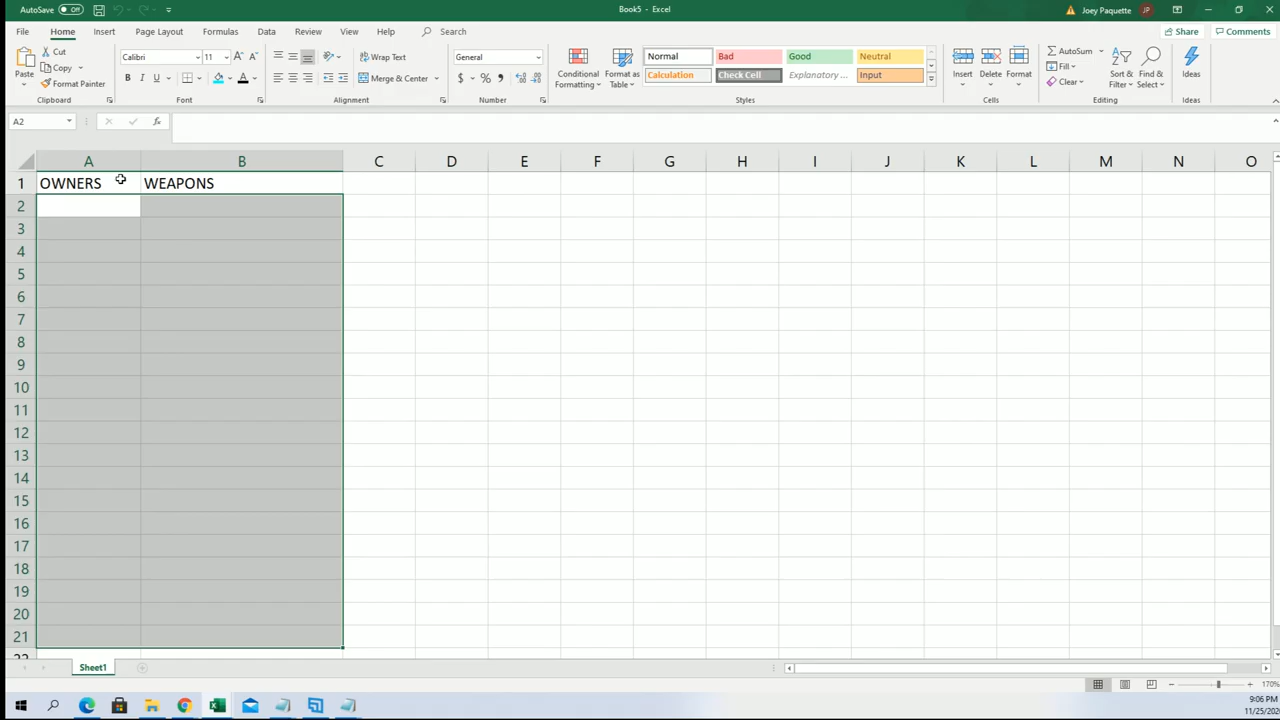 AutoSave Off Book5 - Excel Joey Paquette JP
File Home Insert Page Layout Formulas Data Review View Help Search Share Comments
Paste Cut Copy Format Painter Clipboard
Calibri 11 B I U A Font
Wrap Text Merge & Center Alignment
General $ % Number
Conditional Formatting Format as Table
Normal Bad Good Neutral
Calculation Check Cell Explanatory ... Input
Styles
Insert Delete Format Cells
AutoSum Fill Clear Sort & Filter Find & Select Editing
Ideas Ideas
A2 fx
A B C D E F G H I J K L M N O
1 OWNERS WEAPONS
2
3
4
5
6
7
8
9
10
11
12
13
14
15
16
17
18
19
20
21
22
Sheet1
170%
9:06 PM